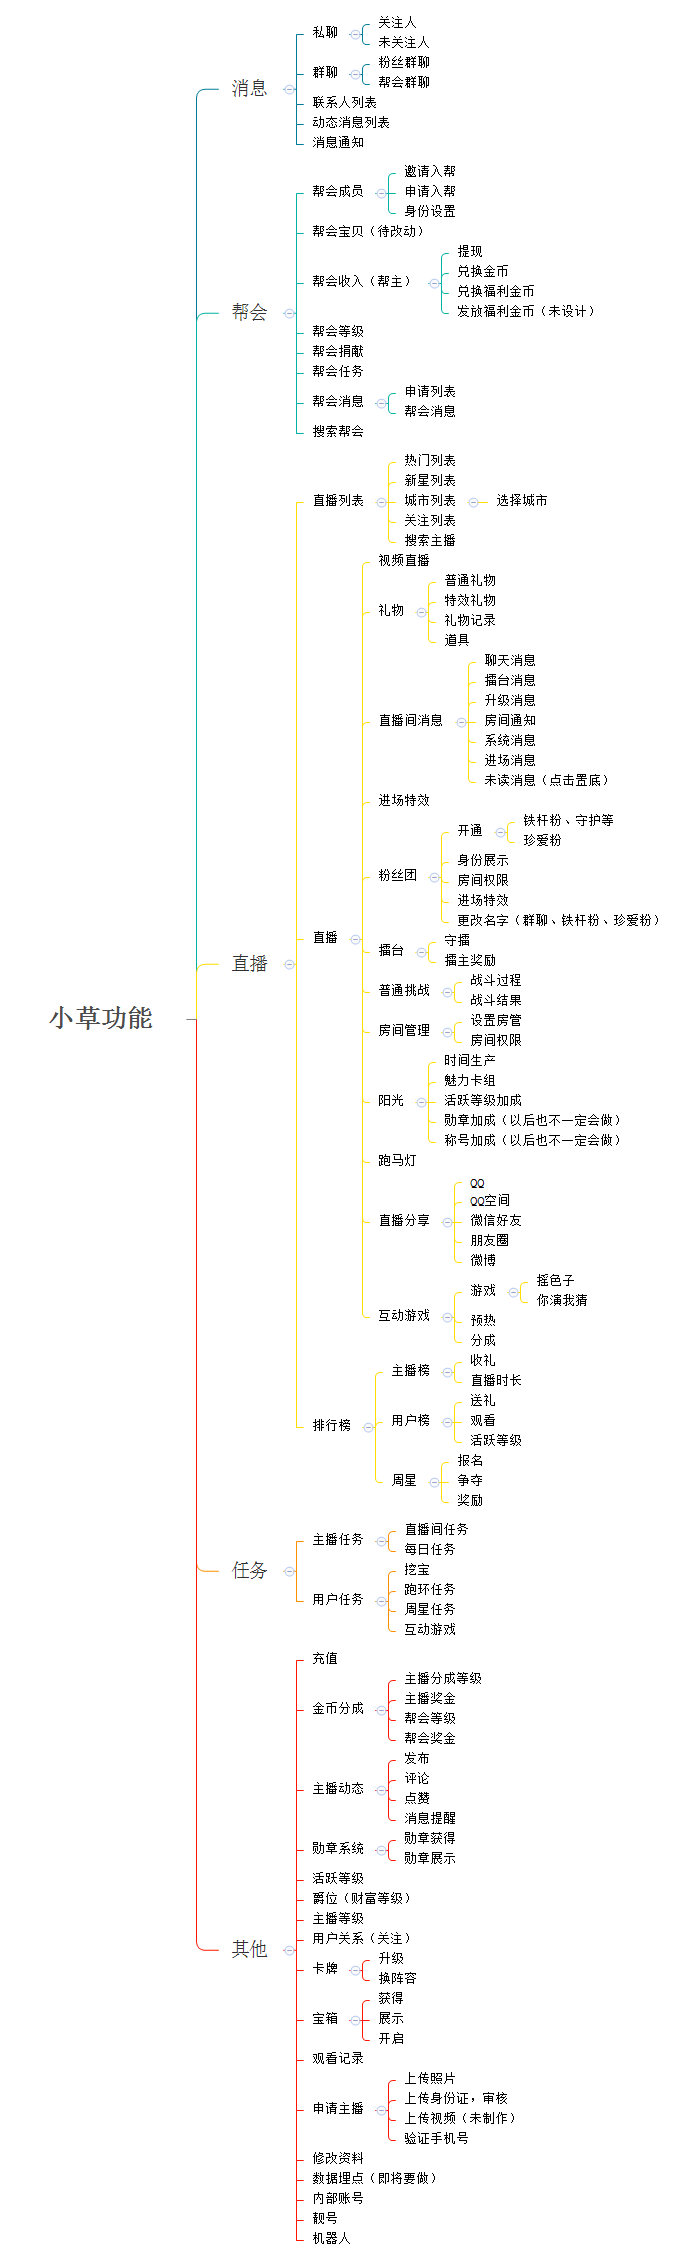 小草功能
消息
私聊
关注人
未关注人
群聊
粉丝群聊
帮会群聊
联系人列表
动态消息列表
消息通知
帮会
帮会成员
邀请入帮
申请入帮
身份设置
帮会宝贝（待改动）
帮会收入（帮主）
提现
兑换金币
兑换福利金币
发放福利金币（未设计）
帮会等级
帮会捐献
帮会任务
帮会消息
申请列表
帮会消息
搜索帮会
直播
直播列表
热门列表
新星列表
城市列表
选择城市
关注列表
搜索主播
直播
视频直播
礼物
普通礼物
特效礼物
礼物记录
道具
直播间消息
聊天消息
擂台消息
升级消息
房间通知
系统消息
进场消息
未读消息（点击置底）
进场特效
粉丝团
开通
铁杆粉、守护等
珍爱粉
身份展示
房间权限
进场特效
更改名字（群聊、铁杆粉、珍爱粉）
擂台
守擂
擂主奖励
普通挑战
战斗过程
战斗结果
房间管理
设置房管
房间权限
阳光
时间生产
魅力卡组
活跃等级加成
勋章加成（以后也不一定会做）
称号加成（以后也不一定会做）
跑马灯
直播分享
QQ
QQ空间
微信好友
朋友圈
微博
互动游戏
游戏
摇色子
你演我猜
预热
分成
排行榜
主播榜
收礼
直播时长
用户榜
送礼
观看
活跃等级
周星
报名
争夺
奖励
任务
主播任务
直播间任务
每日任务
用户任务
挖宝
跑环任务
周星任务
互动游戏
其他
充值
金币分成
主播分成等级
主播奖金
帮会等级
帮会奖金
主播动态
发布
评论
点赞
消息提醒
勋章系统
勋章获得
勋章展示
活跃等级
爵位（财富等级）
主播等级
用户关系（关注）
卡牌
升级
换阵容
宝箱
获得
展示
开启
观看记录
申请主播
上传照片
上传身份证，审核
上传视频（未制作）
验证手机号
修改资料
数据埋点（即将要做）
内部账号
靓号
机器人